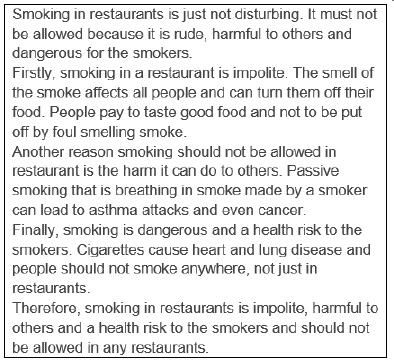 Smoking in restaurants is just not disturbing. It must not
be allowed because it is rude, harmful to others and
dangerous for the smokers.
Firstly, smoking in a restaurant is impolite. The smell of
the smoke affects all people and can turn them off their
food. People pay to taste good food and not to be put
off by foul smelling smoke.
Another reason smoking should not be allowed in
restaurant is the harm it can do to others. Passive
smoking that is breathing in smoke made by a smoker
can lead to asthma attacks and even cancer.
Finally, smoking is dangerous and a health risk to the
smokers. Cigarettes cause heart and lung disease and
people should not smoke anywhere, not just in
restaurants.
Therefore, smoking in restaurants is impolite, harmful to
others and a health risk to the smokers and should not
be allowed in any restaurants.